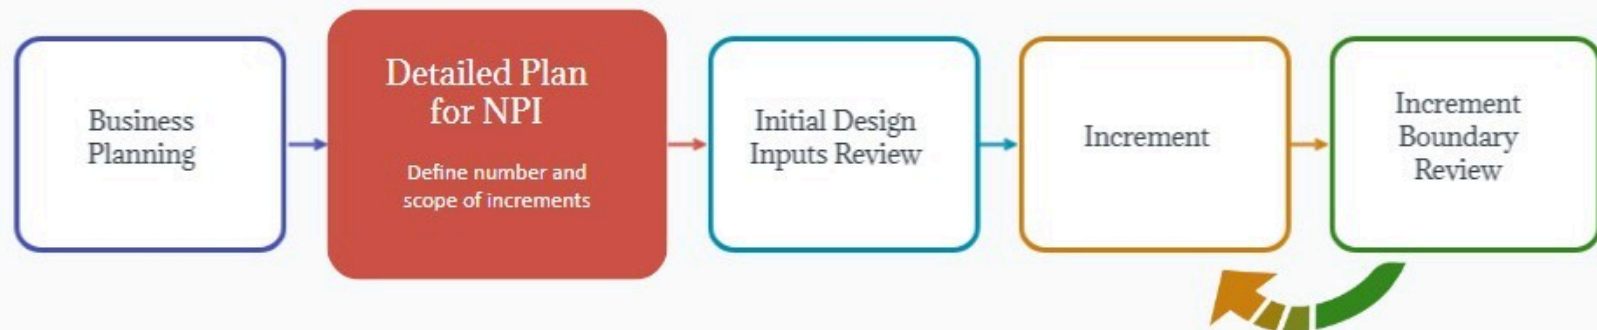 Business
Planning
Detailed Plan
for NPI
Define number and
scope of increments
Initial Design
Inputs Review
Increment
Increment
Boundary
Review